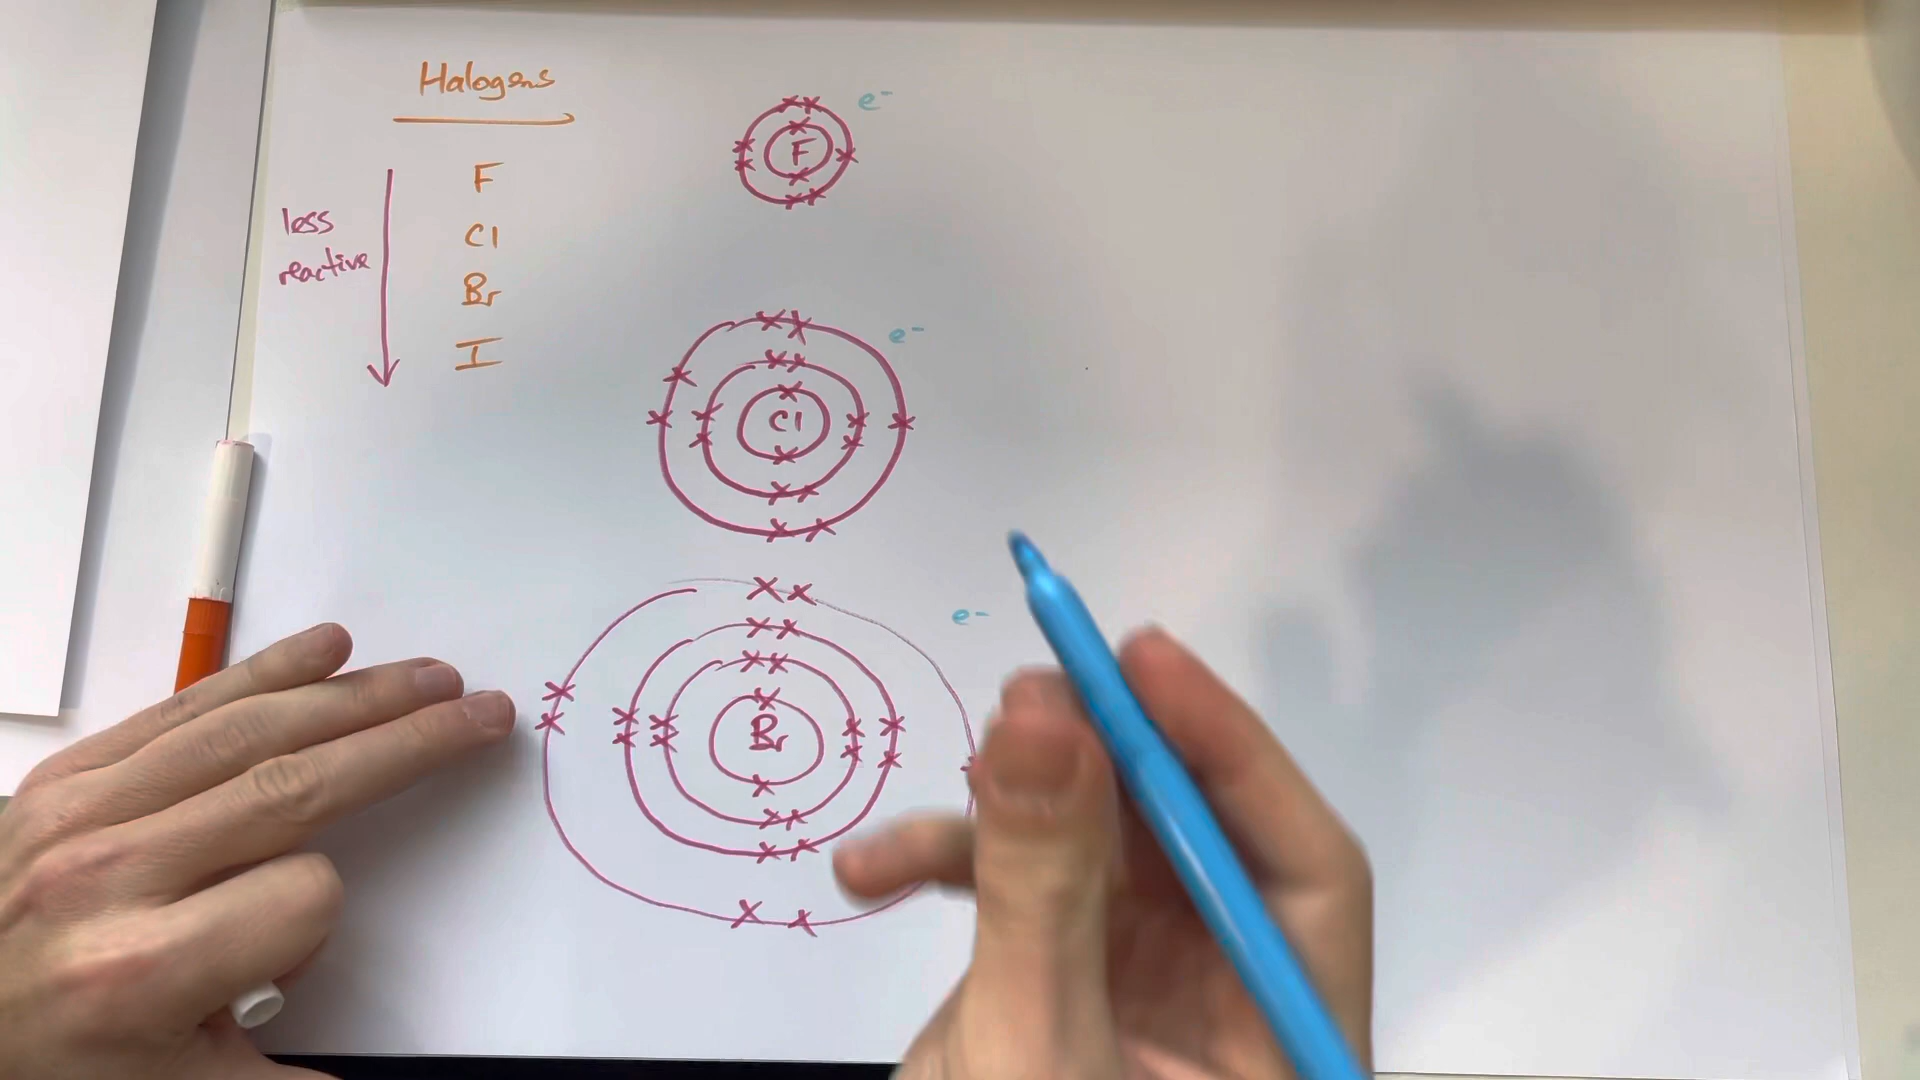 Halogens
F
Cl
Br
I
less
reactive
F
e-
Cl
e-
Br
e-